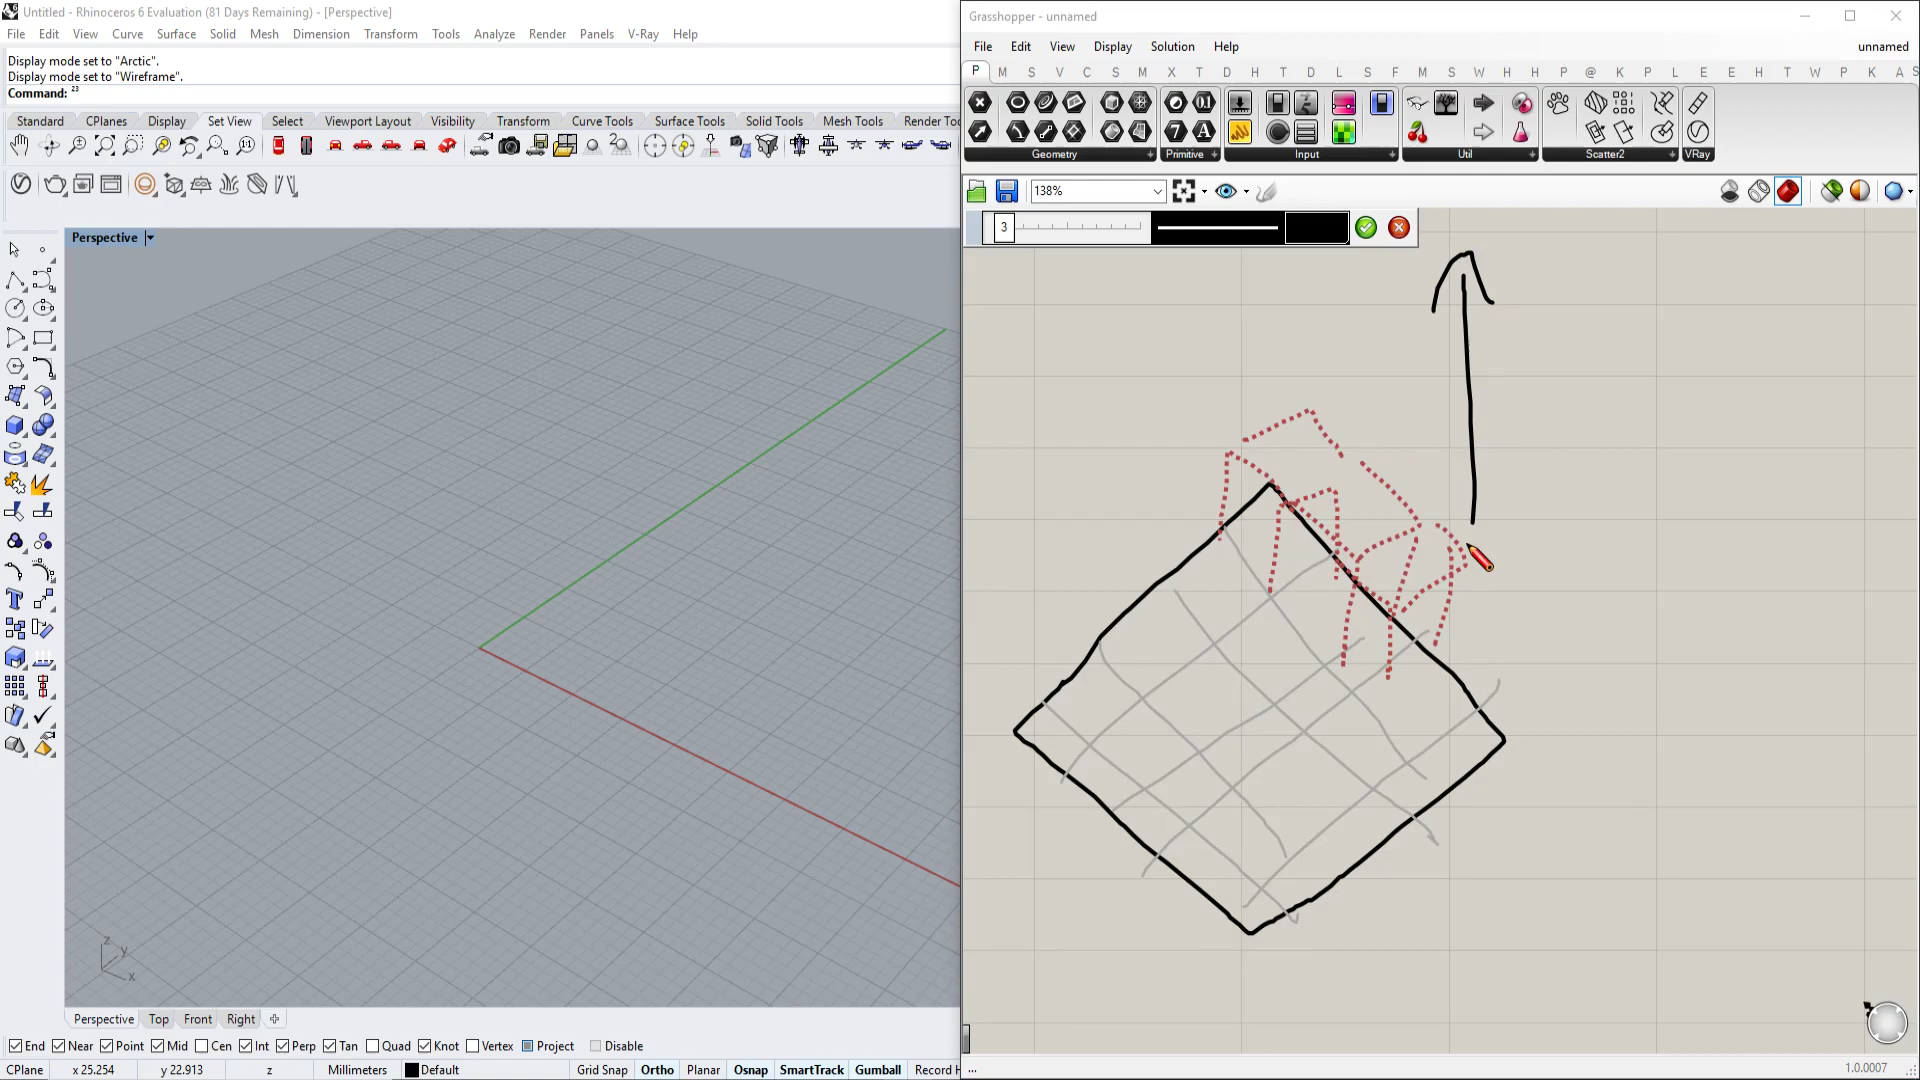 Untitled - Rhinoceros 6 Evaluation (81 Days Remaining) - [Perspective]
File Edit View Curve Surface Solid Mesh Dimension Transform Tools Analyze Render Panels V-Ray Help
Display mode set to "Arctic".
Display mode set to "Wireframe".
Command: 23
Standard CPlanes Display Set View Select Viewport Layout Visibility Transform Curve Tools Surface Tools Solid Tools Mesh Tools Render Too
Perspective
z
y
x
Perspective Top Front Right
End Near Point Mid Cen Int Perp Tan Quad Knot Vertex Project Disable
CPlane x 25.254 y 22.913 z Millimeters Default Grid Snap Ortho Planar Osnap SmartTrack Gumball Record H
Grasshopper - unnamed
File Edit View Display Solution Help unnamed
P M S V C S M X T D H T D L S F M S W H H P @ K P L E E H T W P K A S
Geometry Primitive Input Util Scatter2 VRay
138%
3
... 1.0.0007